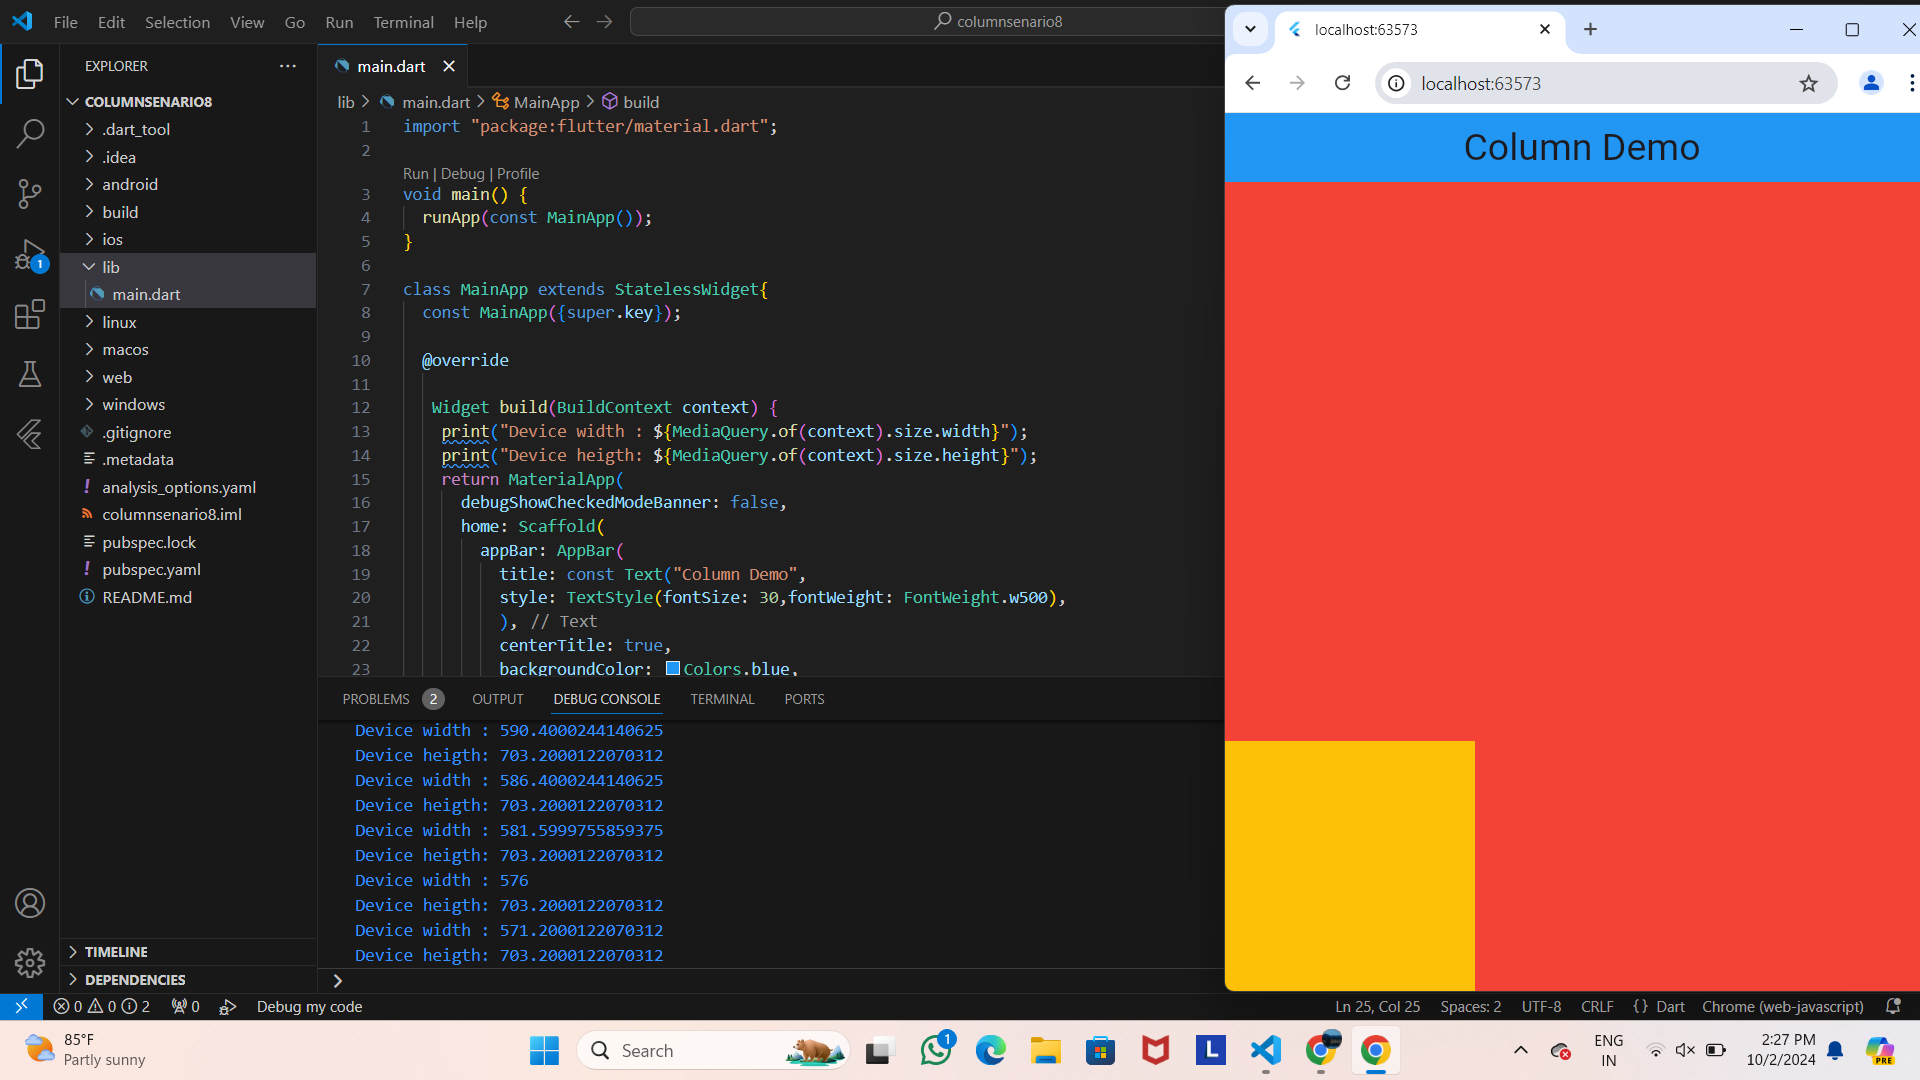 File Edit Selection View Go Run Terminal Help
columnsenario8
EXPLORER
COLUMNSENARIO8
.dart_tool
.idea
android
build
ios
lib
main.dart
linux
macos
web
windows
.gitignore
.metadata
analysis_options.yaml
columnsenario8.iml
pubspec.lock
pubspec.yaml
README.md
TIMELINE
DEPENDENCIES
1
main.dart
lib > main.dart > MainApp > build
1 import "package:flutter/material.dart";
2
Run | Debug | Profile
3 void main() {
4 runApp(const MainApp());
5 }
6
7 class MainApp extends StatelessWidget{
8 const MainApp({super.key});
9
10 @override
11
12 Widget build(BuildContext context) {
13 print("Device width : ${MediaQuery.of(context).size.width}");
14 print("Device heigth: ${MediaQuery.of(context).size.height}");
15 return MaterialApp(
16 debugShowCheckedModeBanner: false,
17 home: Scaffold(
18 appBar: AppBar(
19 title: const Text("Column Demo",
20 style: TextStyle(fontSize: 30,fontWeight: FontWeight.w500),
21 ), // Text
22 centerTitle: true,
23 backgroundColor: Colors.blue,
PROBLEMS 2 OUTPUT DEBUG CONSOLE TERMINAL PORTS
Device width : 590.4000244140625
Device heigth: 703.2000122070312
Device width : 586.4000244140625
Device heigth: 703.2000122070312
Device width : 581.5999755859375
Device heigth: 703.2000122070312
Device width : 576
Device heigth: 703.2000122070312
Device width : 571.2000122070312
Device heigth: 703.2000122070312
>
localhost:63573
localhost:63573
Column Demo
0 0 2 0 Debug my code Ln 25, Col 25 Spaces: 2 UTF-8 CRLF {} Dart Chrome (web-javascript)
85°F
Partly sunny
Search
1
L
ENG
IN
2:27 PM
10/2/2024
PRE